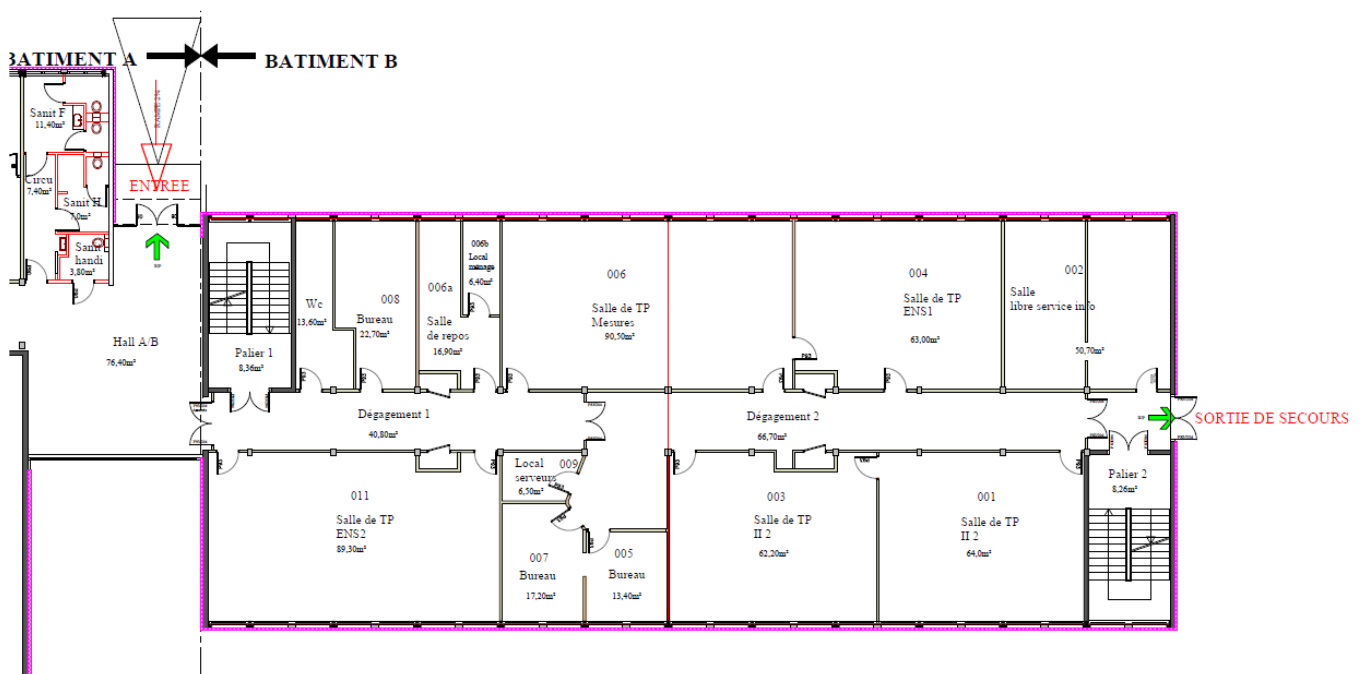 BATIMENT A
BATIMENT B
RAMPE 2%
Sanit F
11,40m²
Circu
7,40m²
ENTREE
Sanit H
7,0m²
Sanit
handi
3,80m²
Hall A/B
76,40m²
Palier 1
8,36m²
Wc
13,60m²
008
Bureau
22,70m²
006a
Salle
de repos
16,90m²
006b
Local
ménage
6,40m²
006
Salle de TP
Mesures
90,50m²
004
Salle de TP
ENS1
63,00m²
002
Salle
libre service info
50,70m²
Dégagement 1
40,80m²
Dégagement 2
66,70m²
SORTIE DE SECOURS
011
Salle de TP
ENS2
89,30m²
009
Local
serveurs
6,50m²
007
Bureau
17,20m²
005
Bureau
13,40m²
003
Salle de TP
II 2
62,20m²
001
Salle de TP
II 2
64,0m²
Palier 2
8,26m²